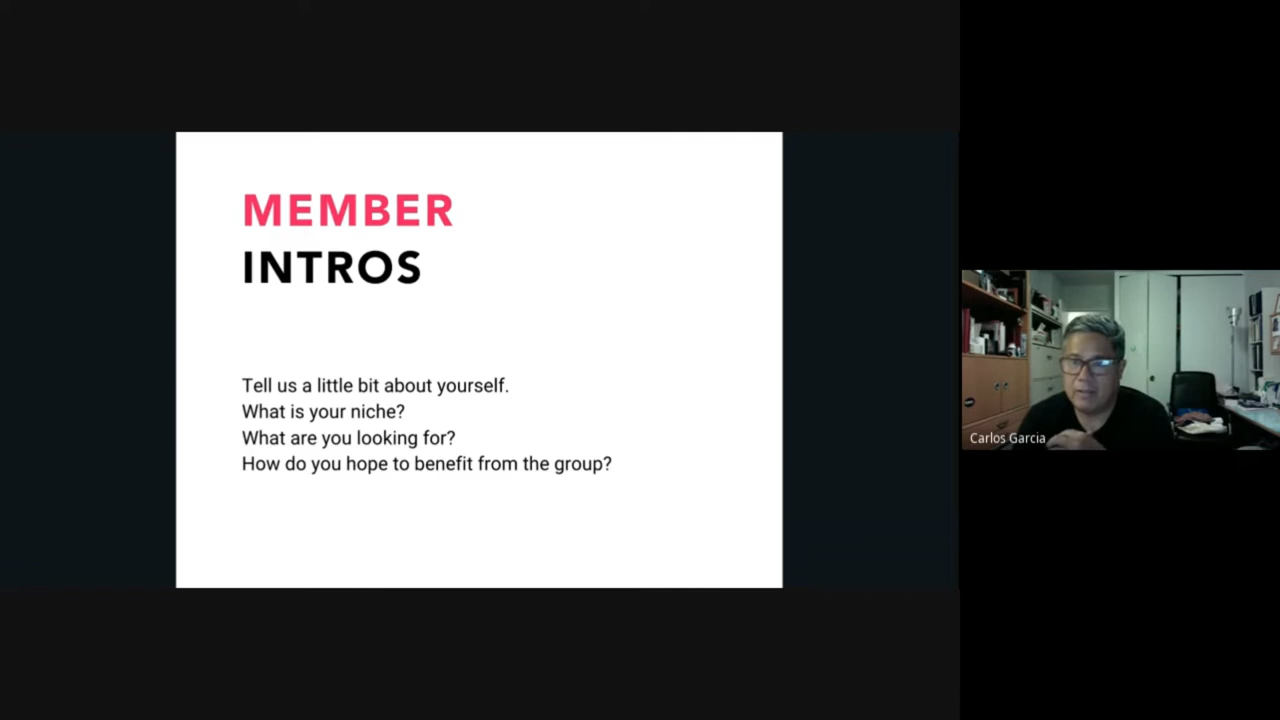 MEMBER
INTROS
Tell us a little bit about yourself.
What is your niche?
What are you looking for?
How do you hope to benefit from the group?
Carlos Garcia